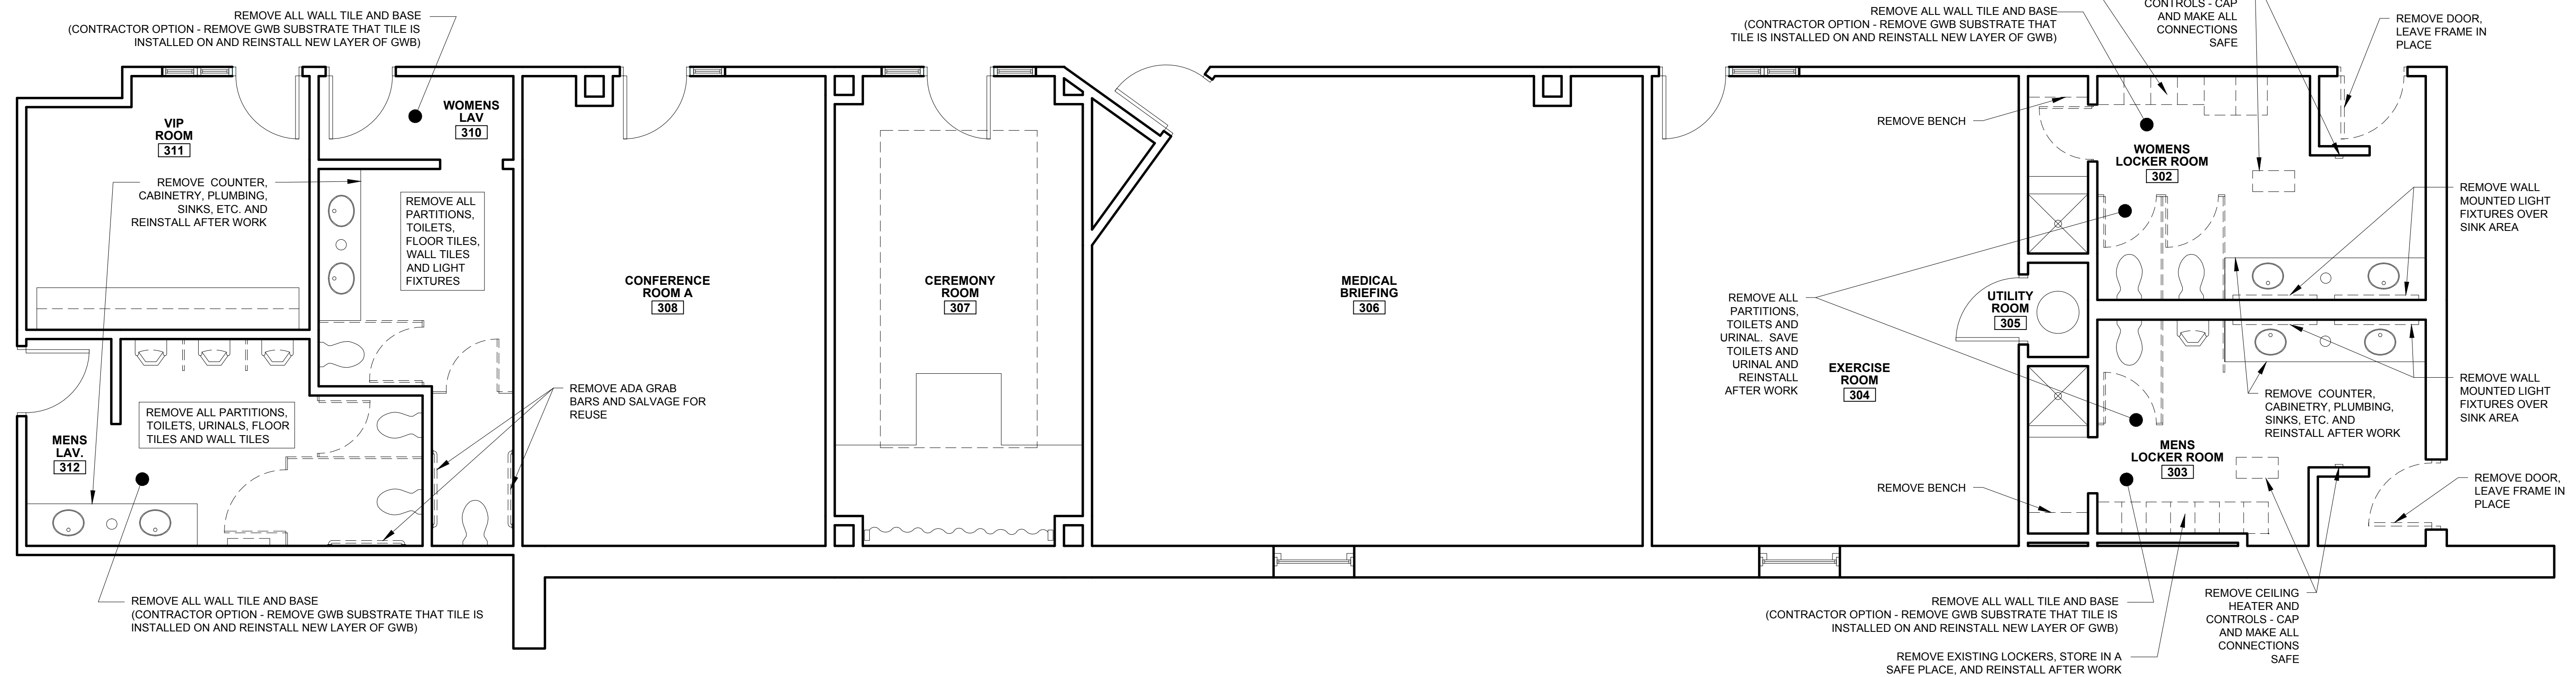 REMOVE ALL WALL TILE AND BASE
(CONTRACTOR OPTION - REMOVE GWB SUBSTRATE THAT TILE IS
INSTALLED ON AND REINSTALL NEW LAYER OF GWB)
REMOVE ALL WALL TILE AND BASE
(CONTRACTOR OPTION - REMOVE GWB SUBSTRATE THAT
TILE IS INSTALLED ON AND REINSTALL NEW LAYER OF GWB)
CONTROLS - CAP
AND MAKE ALL
CONNECTIONS
SAFE
REMOVE DOOR,
LEAVE FRAME IN
PLACE
VIP
ROOM
311
WOMENS
LAV
310
REMOVE COUNTER,
CABINETRY, PLUMBING,
SINKS, ETC. AND
REINSTALL AFTER WORK
REMOVE ALL
PARTITIONS,
TOILETS,
FLOOR TILES,
WALL TILES
AND LIGHT
FIXTURES
CONFERENCE
ROOM A
308
CEREMONY
ROOM
307
MEDICAL
BRIEFING
306
REMOVE BENCH
WOMENS
LOCKER ROOM
302
REMOVE WALL
MOUNTED LIGHT
FIXTURES OVER
SINK AREA
REMOVE ALL
PARTITIONS,
TOILETS AND
URINAL. SAVE
TOILETS AND
URINAL AND
REINSTALL
AFTER WORK
UTILITY
ROOM
305
EXERCISE
ROOM
304
REMOVE ADA GRAB
BARS AND SALVAGE FOR
REUSE
REMOVE ALL PARTITIONS,
TOILETS, URINALS, FLOOR
TILES AND WALL TILES
MENS
LAV.
312
REMOVE COUNTER,
CABINETRY, PLUMBING,
SINKS, ETC. AND
REINSTALL AFTER WORK
REMOVE WALL
MOUNTED LIGHT
FIXTURES OVER
SINK AREA
MENS
LOCKER ROOM
303
REMOVE BENCH
REMOVE DOOR,
LEAVE FRAME IN
PLACE
REMOVE ALL WALL TILE AND BASE
(CONTRACTOR OPTION - REMOVE GWB SUBSTRATE THAT TILE IS
INSTALLED ON AND REINSTALL NEW LAYER OF GWB)
REMOVE ALL WALL TILE AND BASE
(CONTRACTOR OPTION - REMOVE GWB SUBSTRATE THAT TILE IS
INSTALLED ON AND REINSTALL NEW LAYER OF GWB)
REMOVE EXISTING LOCKERS, STORE IN A
SAFE PLACE, AND REINSTALL AFTER WORK
REMOVE CEILING
HEATER AND
CONTROLS - CAP
AND MAKE ALL
CONNECTIONS
SAFE